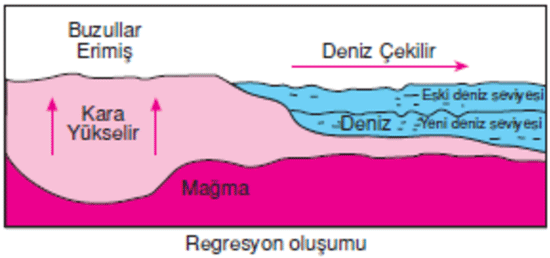 Buzullar
Erimiş
Deniz Çekilir
Kara
Yükselir
Eski deniz seviyesi
Deniz
Yeni deniz seviyesi
Mağma
Regresyon oluşumu